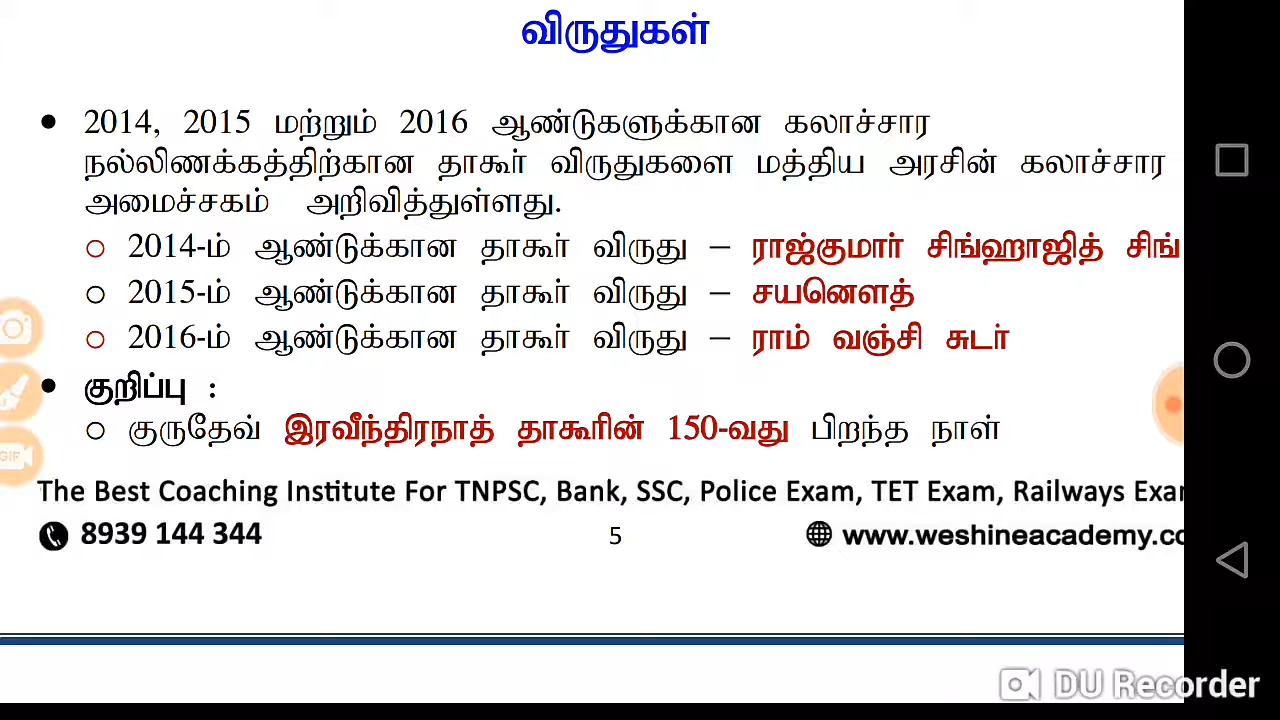 விருதுகள்
2014, 2015 மற்றும் 2016 ஆண்டுகளுக்கான கலாச்சார
நல்லிணக்கத்திற்கான தாகூர் விருதுகளை மத்திய அரசின் கலாச்சார
அமைச்சகம் அறிவித்துள்ளது.
2014-ம் ஆண்டுக்கான தாகூர் விருது – ராஜ்குமார் சிங்ஹாஜித் சிங்
2015-ம் ஆண்டுக்கான தாகூர் விருது – சயனௌத்
2016-ம் ஆண்டுக்கான தாகூர் விருது – ராம் வஞ்சி சுடர்
குறிப்பு :
குருதேவ் இரவீந்திரநாத் தாகூரின் 150-வது பிறந்த நாள்
The Best Coaching Institute For TNPSC, Bank, SSC, Police Exam, TET Exam, Railways Exam
8939 144 344 5 www.weshineacademy.co
GIF
DU Recorder